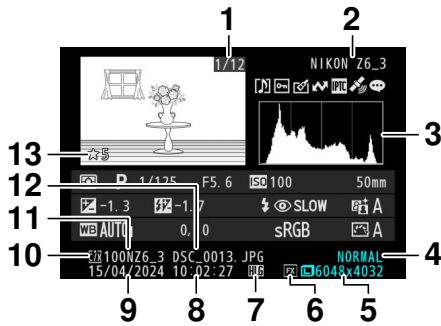 1
2
1/12
NIKON Z6_3
IPTC
3
13
5
12
P 1/125 F5.6 ISO 100 50mm
11
-1.3 -1. SLOW A
WB AUTO 0, 0 sRGB A
10
100NZ6_3 DSC_0013.JPG NORMAL
4
15/04/2024 10:02:27 HLG FX 6048x4032
9
8
7
6
5